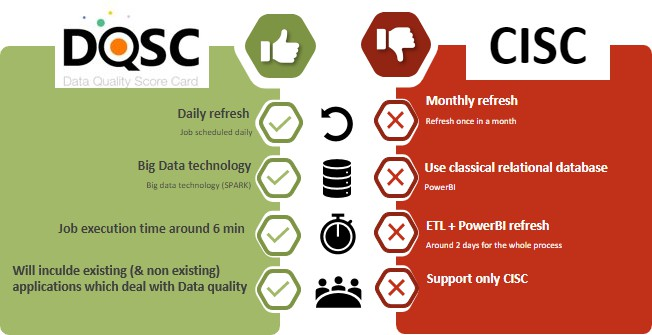 DQSC
Data Quality Score Card
Daily refresh
Job scheduled daily
Big Data technology
Big data technology (SPARK)
Job execution time around 6 min
Will inculde existing (& non existing)
applications which deal with Data quality
CISC
Monthly refresh
Refresh once in a month
Use classical relational database
PowerBI
ETL + PowerBI refresh
Around 2 days for the whole process
Support only CISC